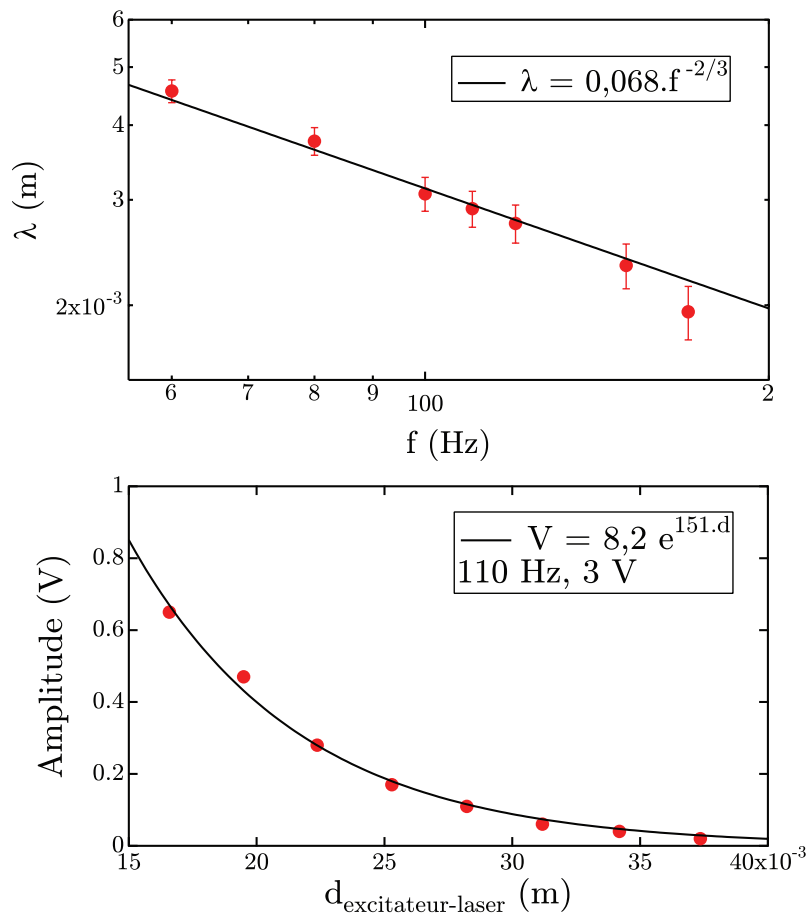 6
5
4
3
2x10⁻³
λ (m)
λ = 0,068.f ⁻²/³
6 7 8 9 100 2
f (Hz)
1
0.8
0.6
0.4
0.2
0
Amplitude (V)
V = 8,2 e¹⁵¹·ᵈ
110 Hz, 3 V
15 20 25 30 35 40x10⁻³
d_excitateur-laser (m)